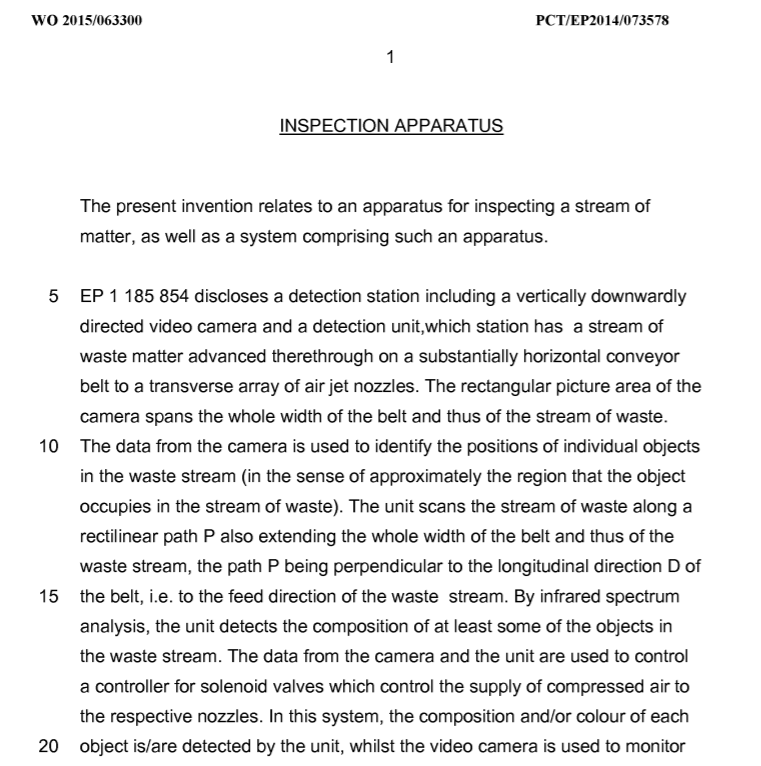 WO 2015/063300 PCT/EP2014/073578
1
INSPECTION APPARATUS
The present invention relates to an apparatus for inspecting a stream of
matter, as well as a system comprising such an apparatus.
5 EP 1 185 854 discloses a detection station including a vertically downwardly
directed video camera and a detection unit,which station has  a stream of
waste matter advanced therethrough on a substantially horizontal conveyor
belt to a transverse array of air jet nozzles. The rectangular picture area of the
camera spans the whole width of the belt and thus of the stream of waste.
10 The data from the camera is used to identify the positions of individual objects
in the waste stream (in the sense of approximately the region that the object
occupies in the stream of waste). The unit scans the stream of waste along a
rectilinear path P also extending the whole width of the belt and thus of the
waste stream, the path P being perpendicular to the longitudinal direction D of
15 the belt, i.e. to the feed direction of the waste  stream. By infrared spectrum
analysis, the unit detects the composition of at least some of the objects in
the waste stream. The data from the camera and the unit are used to control
a controller for solenoid valves which control the supply of compressed air to
the respective nozzles. In this system, the composition and/or colour of each
20 object is/are detected by the unit, whilst the video camera is used to monitor